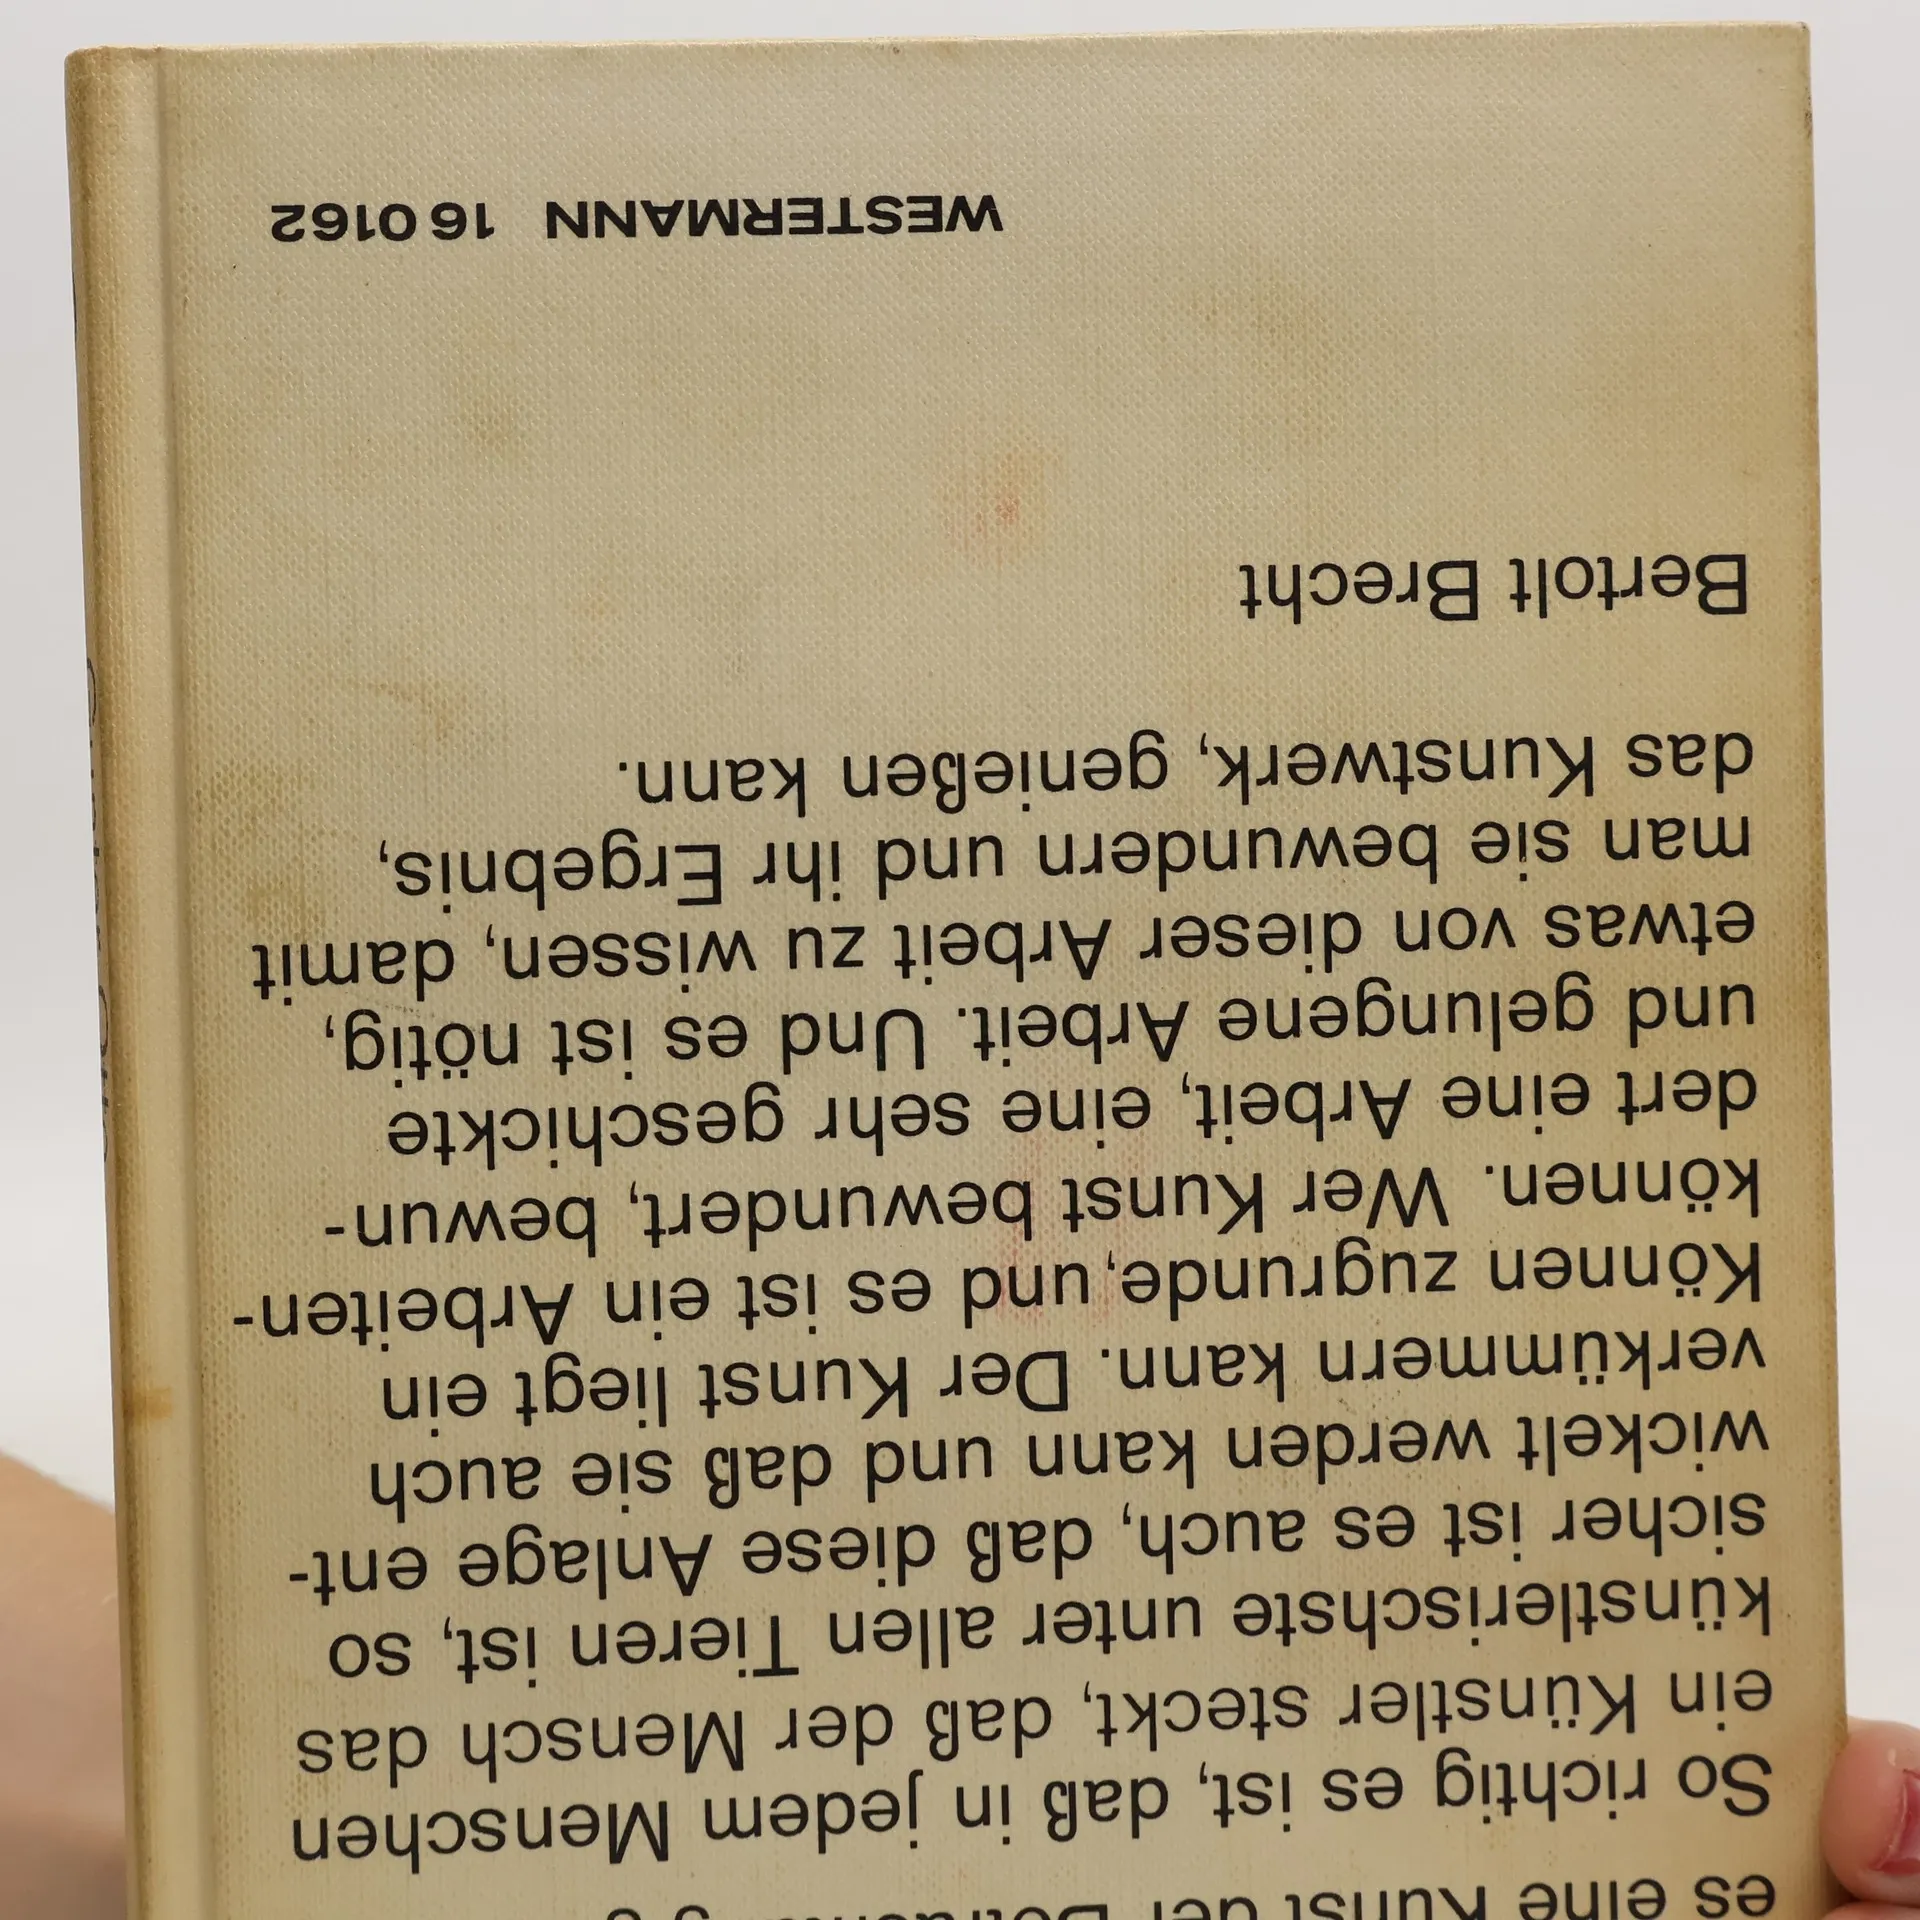 es eine Kunst der
So richtig es ist, daß in jedem Menschen
ein Künstler steckt, daß der Mensch das
künstlerischste unter allen Tieren ist, so
sicher ist es auch, daß diese Anlage ent-
wickelt werden kann und daß sie auch
verkümmern kann. Der Kunst liegt ein
Können zugrunde, und es ist ein Arbeiten-
können. Wer Kunst bewundert, bewun-
dert eine Arbeit, eine sehr geschickte
und gelungene Arbeit. Und es ist nötig,
etwas von dieser Arbeit zu wissen, damit
man sie bewundern und ihr Ergebnis,
das Kunstwerk, genießen kann.
Bertolt Brecht
WESTERMANN 16 0162